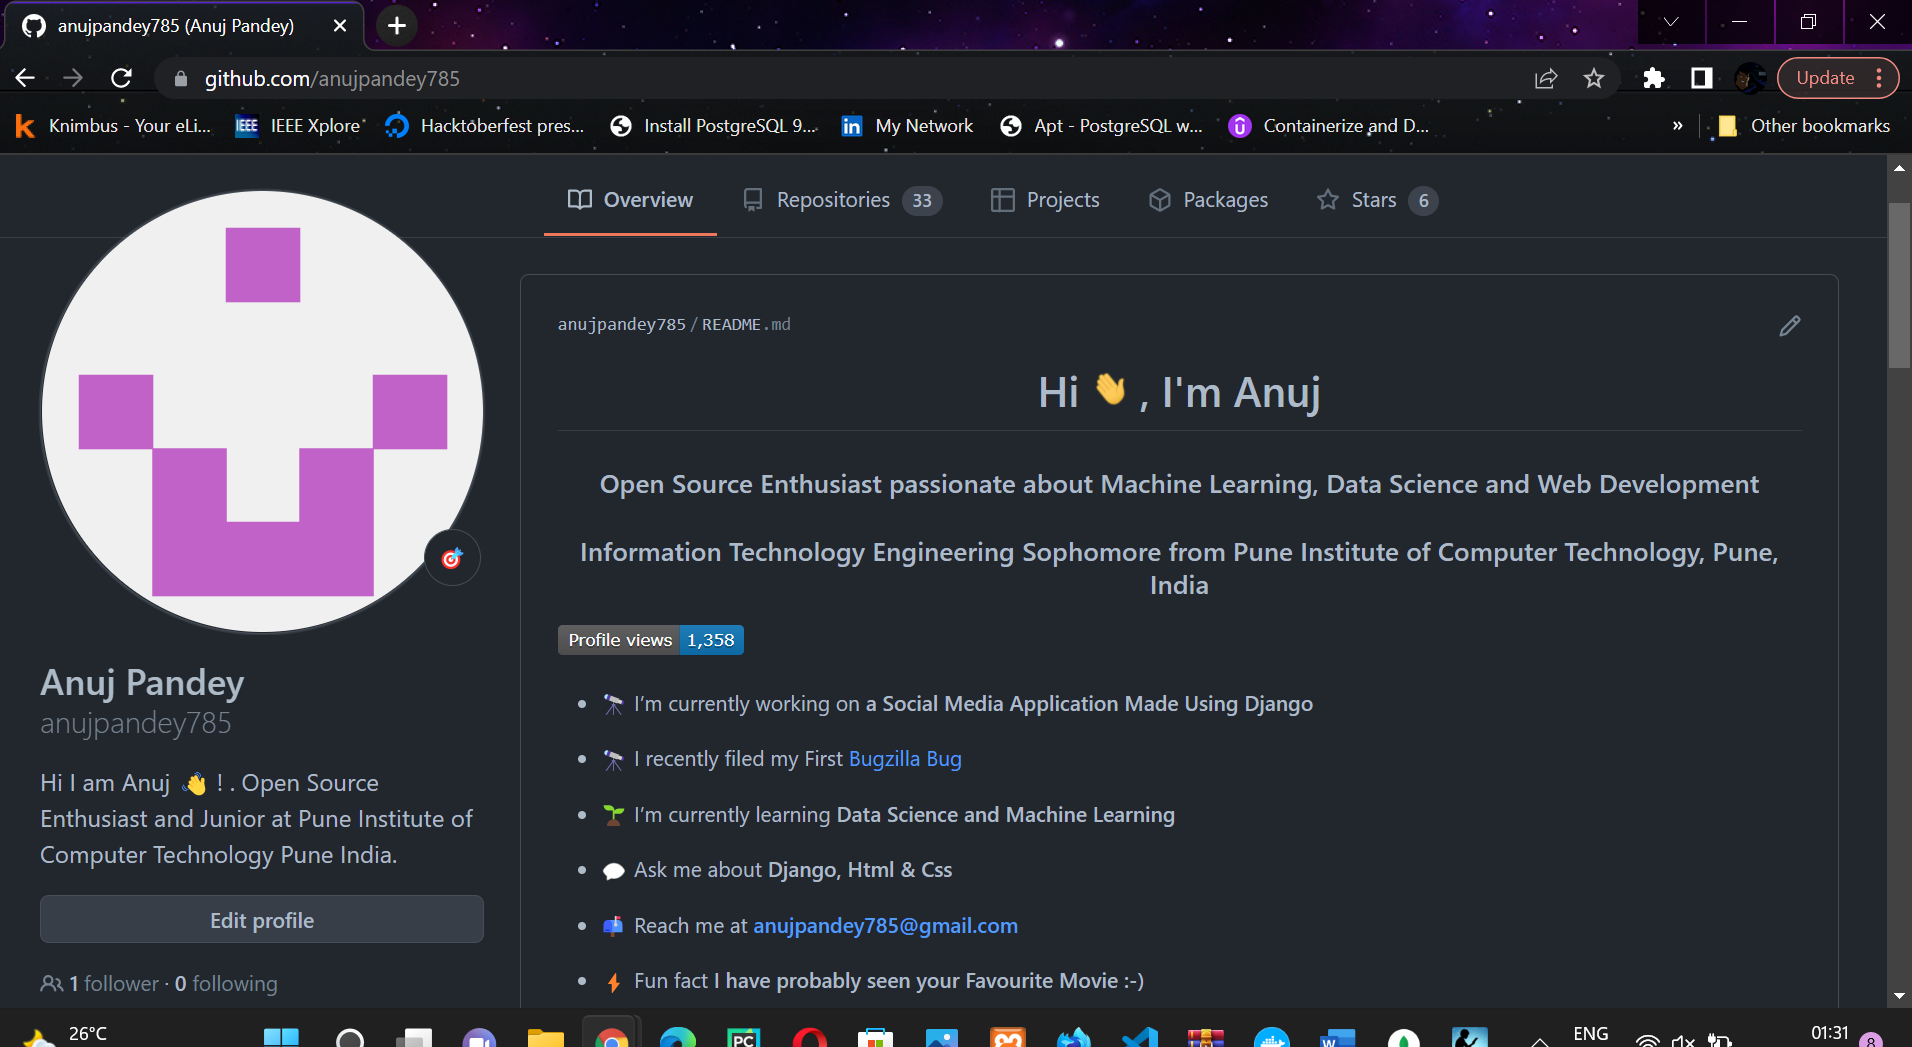 anujpandey785 (Anuj Pandey)
github.com/anujpandey785
Update
Knimbus - Your eLi...
IEEE
IEEE Xplore
Hacktoberfest pres...
Install PostgreSQL 9...
in
My Network
Apt - PostgreSQL w...
Containerize and D...
»
Other bookmarks
Overview
Repositories 33
Projects
Packages
Stars 6
anujpandey785/README.md
Hi 👋 , I'm Anuj
Open Source Enthusiast passionate about Machine Learning, Data Science and Web Development
Information Technology Engineering Sophomore from Pune Institute of Computer Technology, Pune,
India
Profile views 1,358
• 🔭 I’m currently working on a Social Media Application Made Using Django
• 🔭 I recently filed my First Bugzilla Bug
• 🌱 I’m currently learning Data Science and Machine Learning
• 💬 Ask me about Django, Html & Css
• 📫 Reach me at anujpandey785@gmail.com
• ⚡ Fun fact I have probably seen your Favourite Movie :-)
Anuj Pandey
anujpandey785
Hi I am Anuj 👋 ! . Open Source
Enthusiast and Junior at Pune Institute of
Computer Technology Pune India.
Edit profile
1 follower · 0 following
26°C
PC
W
ENG
01:31
8